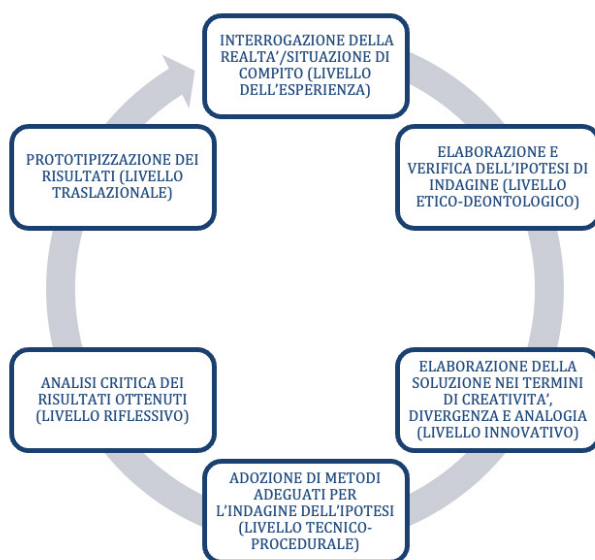 INTERROGAZIONE DELLA
REALTA'/SITUAZIONE DI
COMPITO (LIVELLO
DELL'ESPERIENZA)
ELABORAZIONE E
VERIFICA DELL'IPOTESI DI
INDAGINE (LIVELLO
ETICO-DEONTOLOGICO)
ELABORAZIONE DELLA
SOLUZIONE NEI TERMINI
DI CREATIVITA',
DIVERGENZA E ANALOGIA
(LIVELLO INNOVATIVO)
ADOZIONE DI METODI
ADEGUATI PER
L'INDAGINE DELL'IPOTESI
(LIVELLO TECNICO-
PROCEDURALE)
ANALISI CRITICA DEI
RISULTATI OTTENUTI
(LIVELLO RIFLESSIVO)
PROTOTIPIZZAZIONE DEI
RISULTATI (LIVELLO
TRASLAZIONALE)